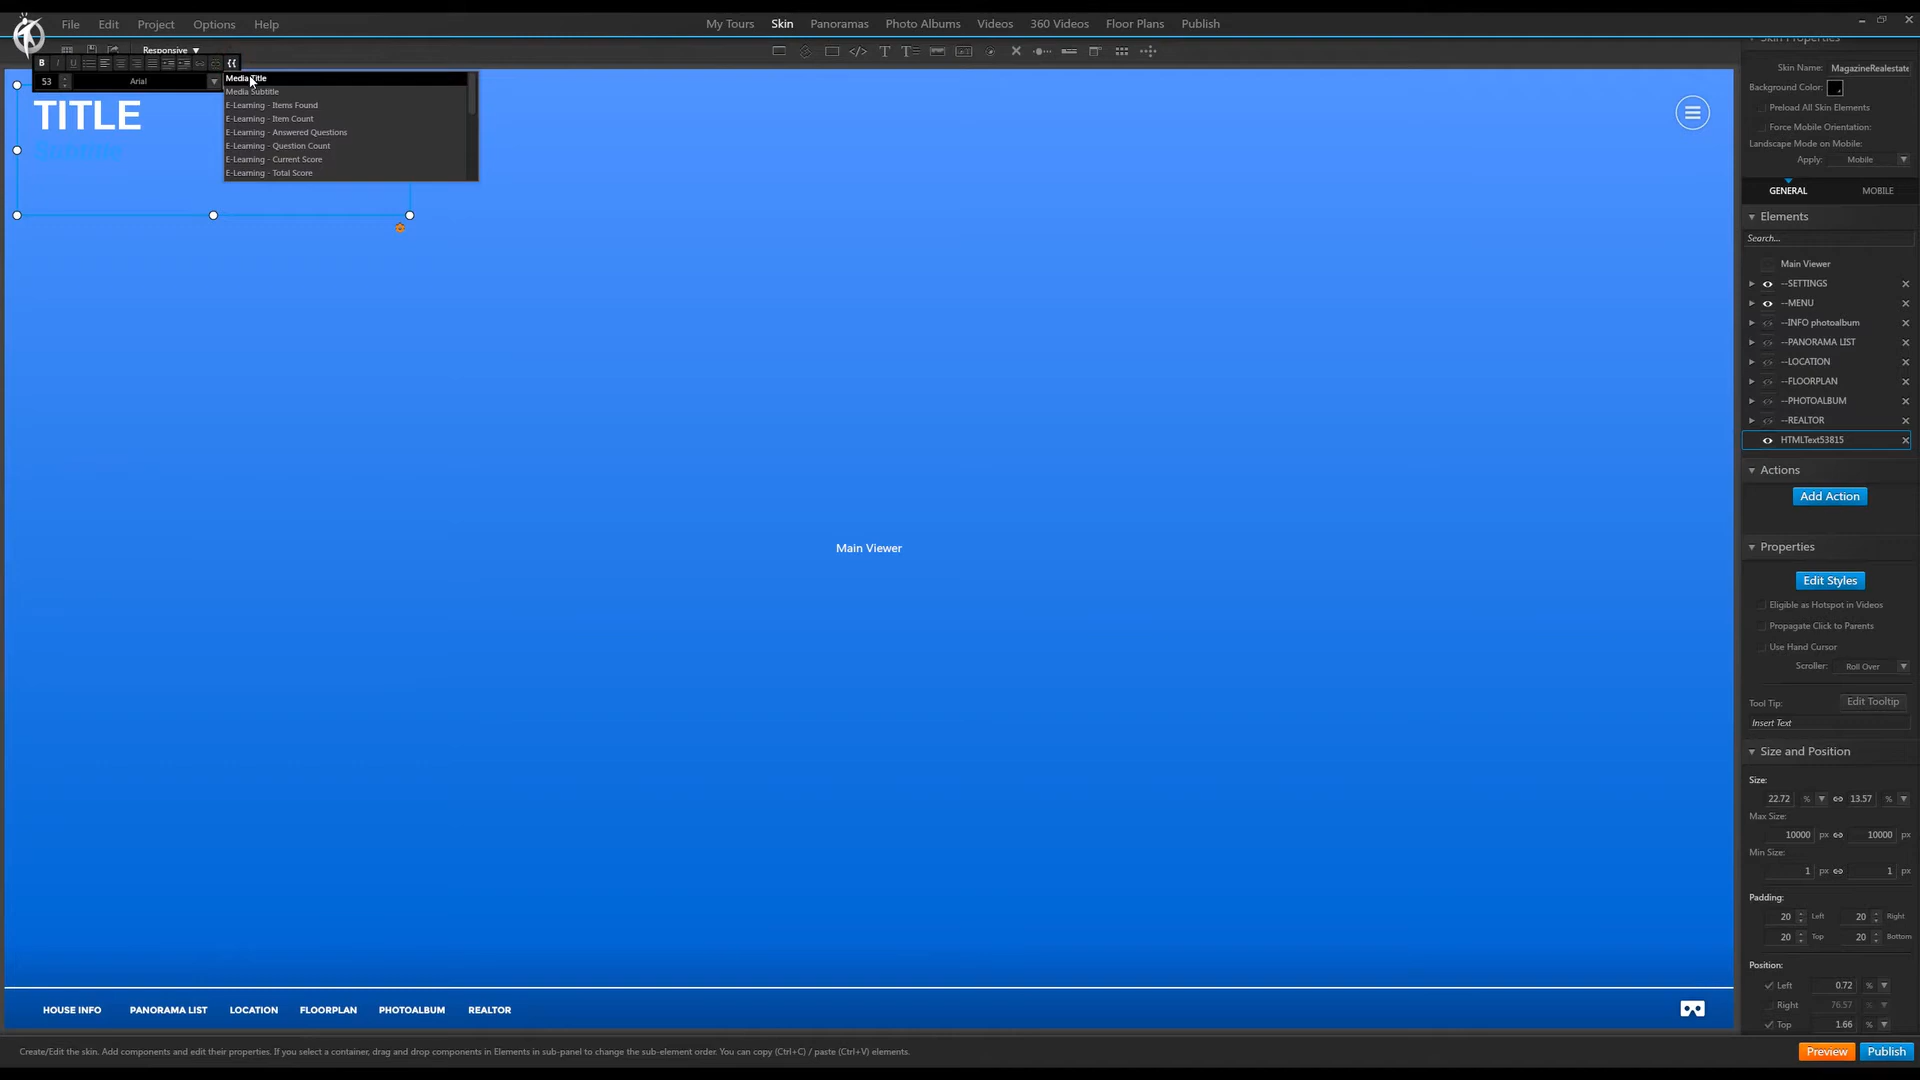 File Edit Project Options Help
My Tours Skin Panoramas Photo Albums Videos 360 Videos Floor Plans Publish
Responsive
B I U {{
53 Arial
Media Title
Media Subtitle
E-Learning - Items Found
E-Learning - Item Count
E-Learning - Answered Questions
E-Learning - Question Count
E-Learning - Current Score
E-Learning - Total Score
TITLE
Subtitle
Main Viewer
HOUSE INFO PANORAMA LIST LOCATION FLOORPLAN PHOTOALBUM REALTOR
Skin Properties
Skin Name: MagazineRealestate
Background Color:
Preload All Skin Elements
Force Mobile Orientation:
Landscape Mode on Mobile:
Apply: Mobile
GENERAL MOBILE
Elements
Search...
Main Viewer
--SETTINGS
--MENU
--INFO photoalbum
--PANORAMA LIST
--LOCATION
--FLOORPLAN
--PHOTOALBUM
--REALTOR
HTMLText53815
Actions
Add Action
Properties
Edit Styles
Eligible as Hotspot in Videos
Propagate Click to Parents
Use Hand Cursor
Scroller: Roll Over
Tool Tip: Edit Tooltip
Insert Text
Size and Position
Size:
22.72 % 13.57 %
Max Size:
10000 px 10000 px
Min Size:
1 px 1 px
Padding:
20 Left 20 Right
20 Top 20 Bottom
Position:
Left 0.72 %
Right 76.57 %
Top 1.66 %
Create/Edit the skin. Add components and edit their properties. If you select a container, drag and drop components in Elements in sub-panel to change the sub-element order. You can copy (Ctrl+C) / paste (Ctrl+V) elements.
Preview Publish